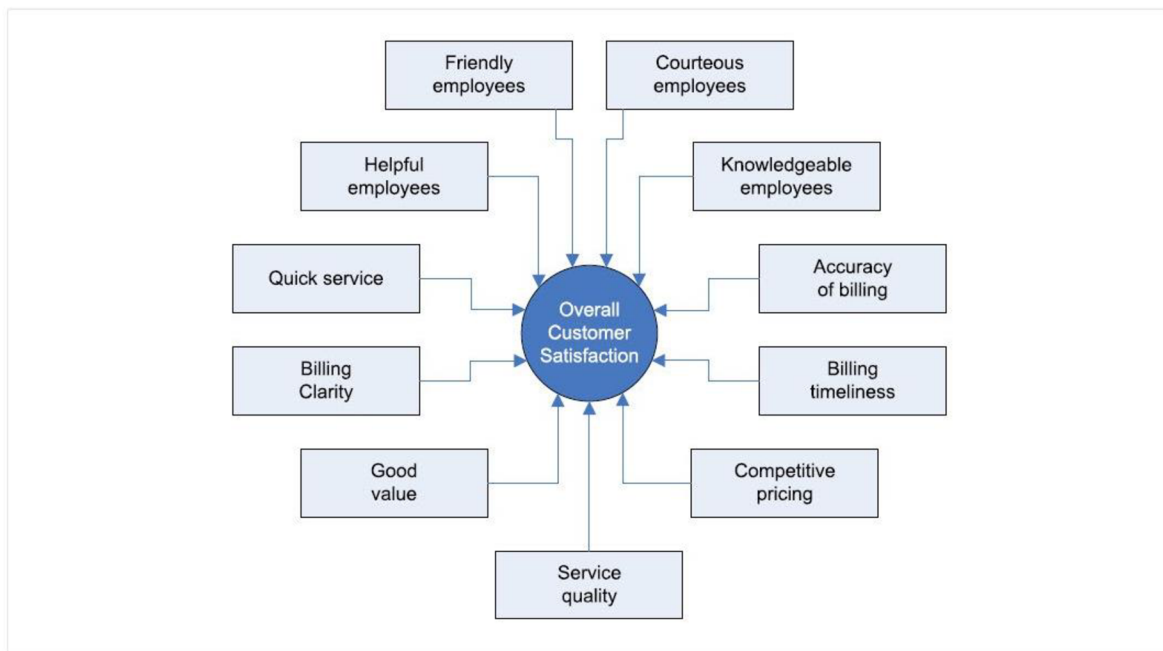 Friendly
employees
Courteous
employees
Helpful
employees
Knowledgeable
employees
Quick service
Accuracy
of billing
Overall
Customer
Satisfaction
Billing
Clarity
Billing
timeliness
Good
value
Competitive
pricing
Service
quality